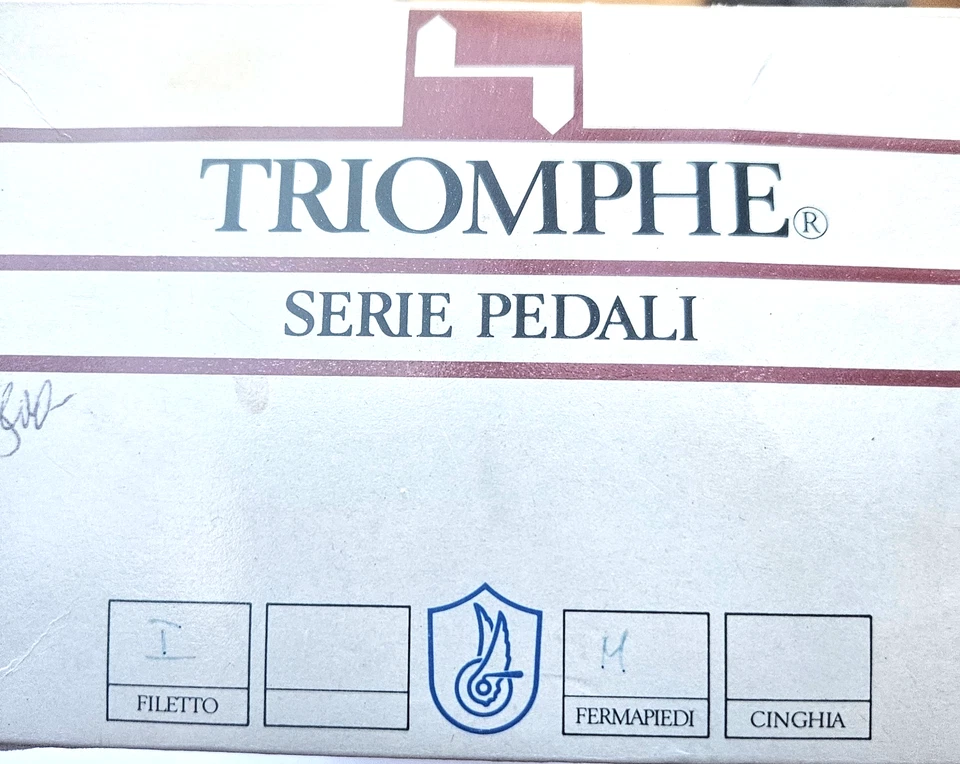 TRIOMPHE®
SERIE PEDALI
I
M
FILETTO
FERMAPIEDI
CINGHIA